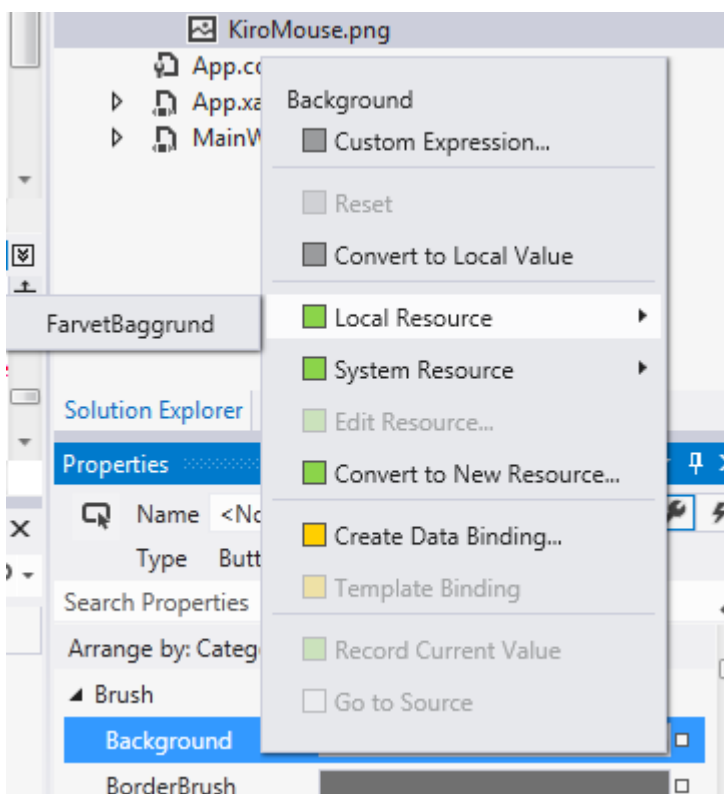 KiroMouse.png
App.co
App.xa
MainW
Background
Custom Expression...
Reset
Convert to Local Value
Local Resource
FarvetBaggrund
System Resource
Edit Resource...
Convert to New Resource...
Create Data Binding...
Template Binding
Record Current Value
Go to Source
Solution Explorer
Properties
Name <No
Type Butt
Search Properties
Arrange by: Categ
Brush
Background
BorderBrush